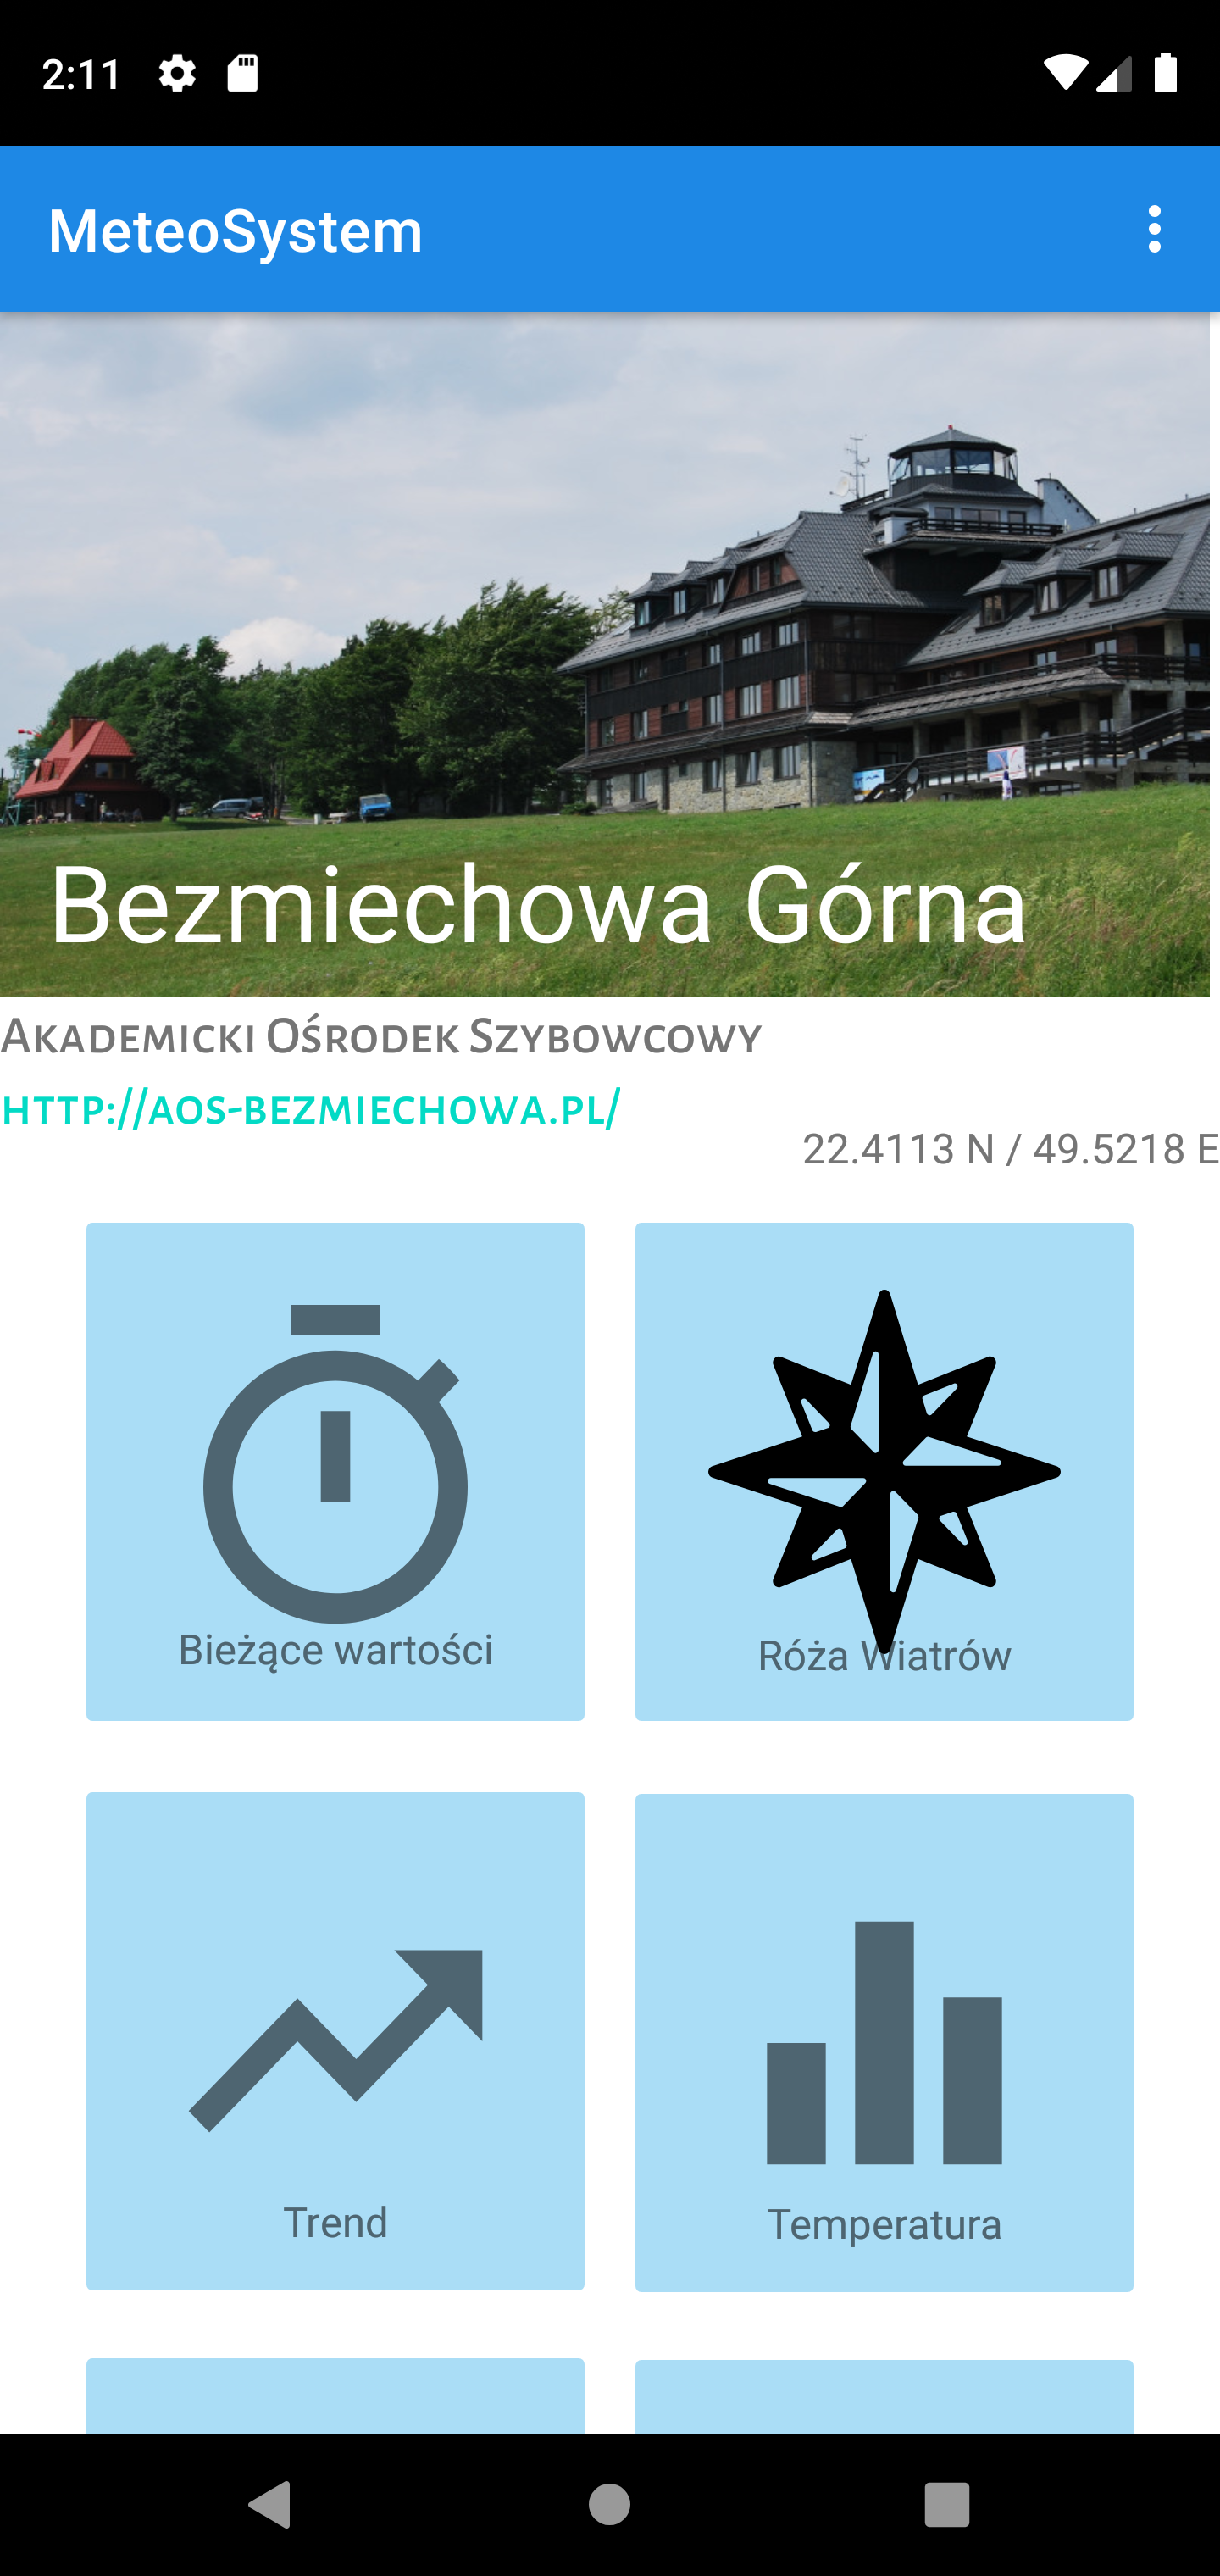 2:11
MeteoSystem
Bezmiechowa Górna
Akademicki Ośrodek Szybowcowy
http://aos-bezmiechowa.pl/
22.4113 N / 49.5218 E
Bieżące wartości
Róża Wiatrów
Trend
Temperatura